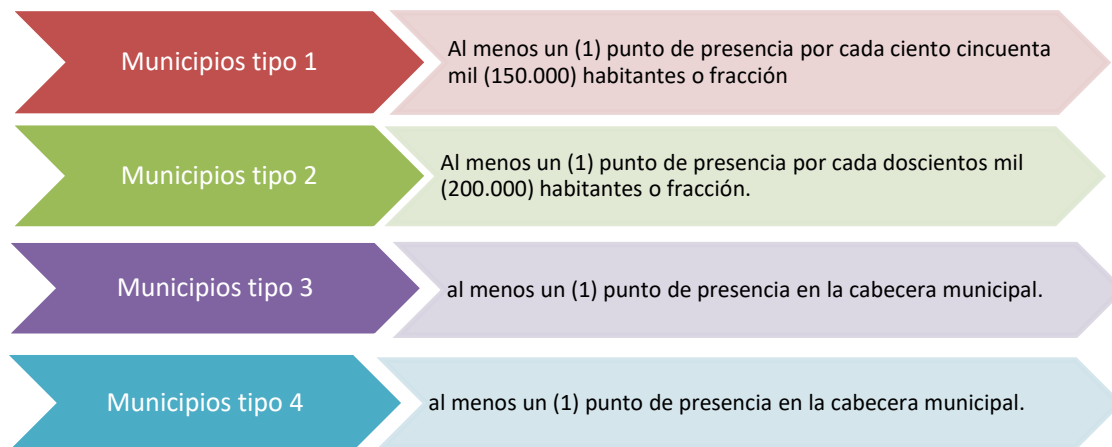 Municipios tipo 1
Al menos un (1) punto de presencia por cada ciento cincuenta
mil (150.000) habitantes o fracción
Municipios tipo 2
Al menos un (1) punto de presencia por cada doscientos mil
(200.000) habitantes o fracción.
Municipios tipo 3
al menos un (1) punto de presencia en la cabecera municipal.
Municipios tipo 4
al menos un (1) punto de presencia en la cabecera municipal.